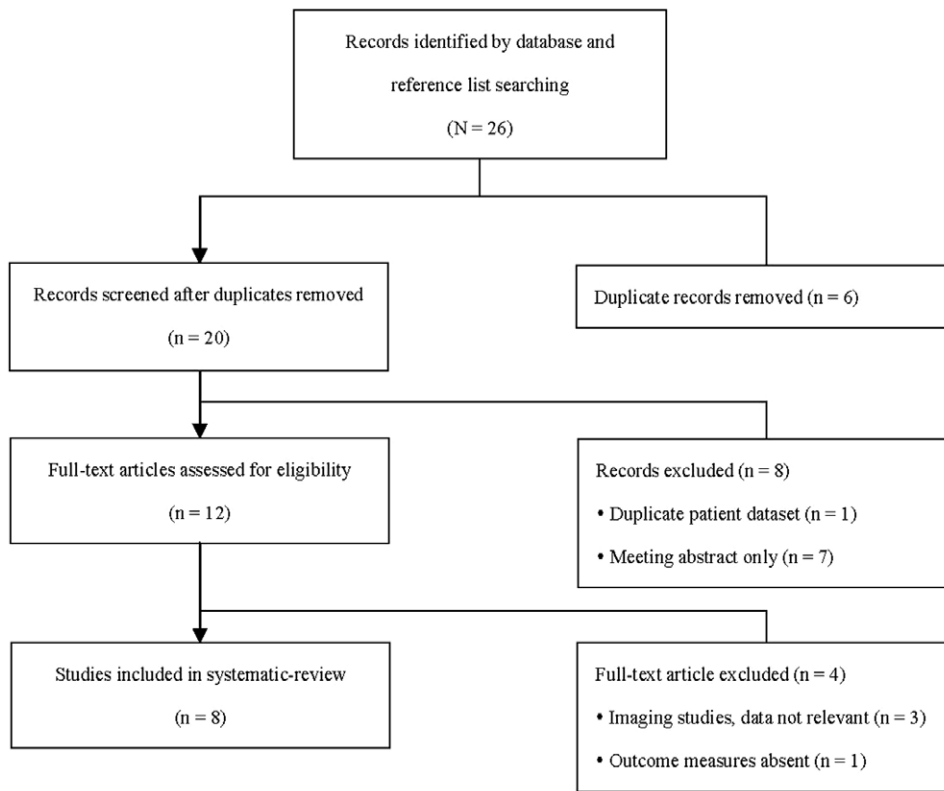 Records identified by database and
reference list searching
(N = 26)
Records screened after duplicates removed
(n = 20)
Duplicate records removed (n = 6)
Full-text articles assessed for eligibility
(n = 12)
Records excluded (n = 8)
• Duplicate patient dataset (n = 1)
• Meeting abstract only (n = 7)
Studies included in systematic-review
(n = 8)
Full-text article excluded (n = 4)
• Imaging studies, data not relevant (n = 3)
• Outcome measures absent (n = 1)